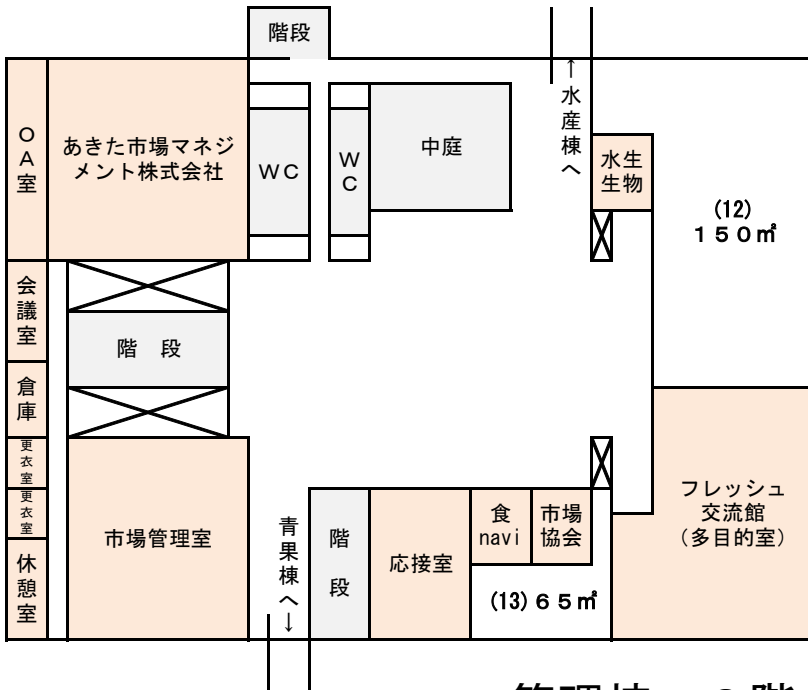 階段
ＯＡ室
あきた市場マネジ
メント株式会社
ＷＣ
ＷＣ
中庭
↑水産棟へ
水生
生物
(12)
１５０㎡
会議室
階　段
倉庫
更衣室
更衣室
休憩室
市場管理室
青果棟へ↓
階段
応接室
食
navi
市場
協会
(13)６５㎡
フレッシュ
交流館
（多目的室）